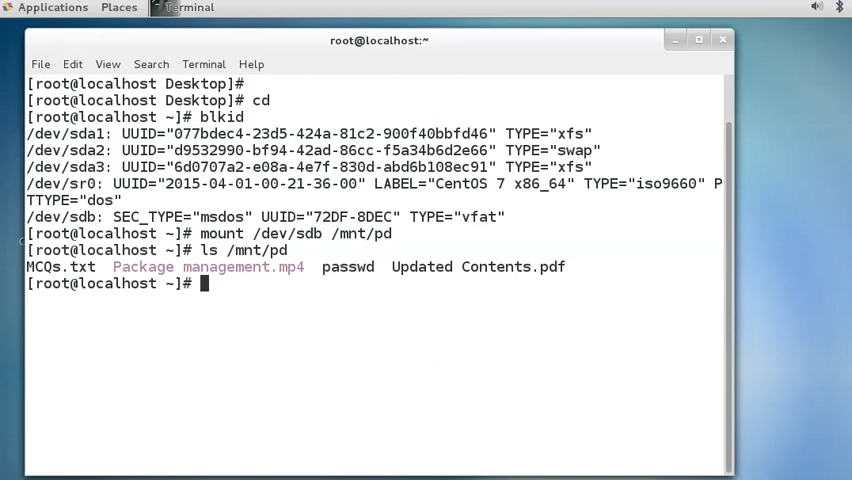 Applications Places Terminal
root@localhost:~
File Edit View Search Terminal Help
[root@localhost Desktop]#
[root@localhost Desktop]# cd
[root@localhost ~]# blkid
/dev/sda1: UUID="077bdec4-23d5-424a-81c2-900f40bbfd46" TYPE="xfs"
/dev/sda2: UUID="d9532990-bf94-42ad-86cc-f5a34b6d2e66" TYPE="swap"
/dev/sda3: UUID="6d0707a2-e08a-4e7f-830d-abd6b108ec91" TYPE="xfs"
/dev/sr0: UUID="2015-04-01-00-21-36-00" LABEL="CentOS 7 x86_64" TYPE="iso9660" P
TTYPE="dos"
/dev/sdb: SEC_TYPE="msdos" UUID="72DF-8DEC" TYPE="vfat"
[root@localhost ~]# mount /dev/sdb /mnt/pd
[root@localhost ~]# ls /mnt/pd
MCQs.txt Package management.mp4 passwd Updated Contents.pdf
[root@localhost ~]#